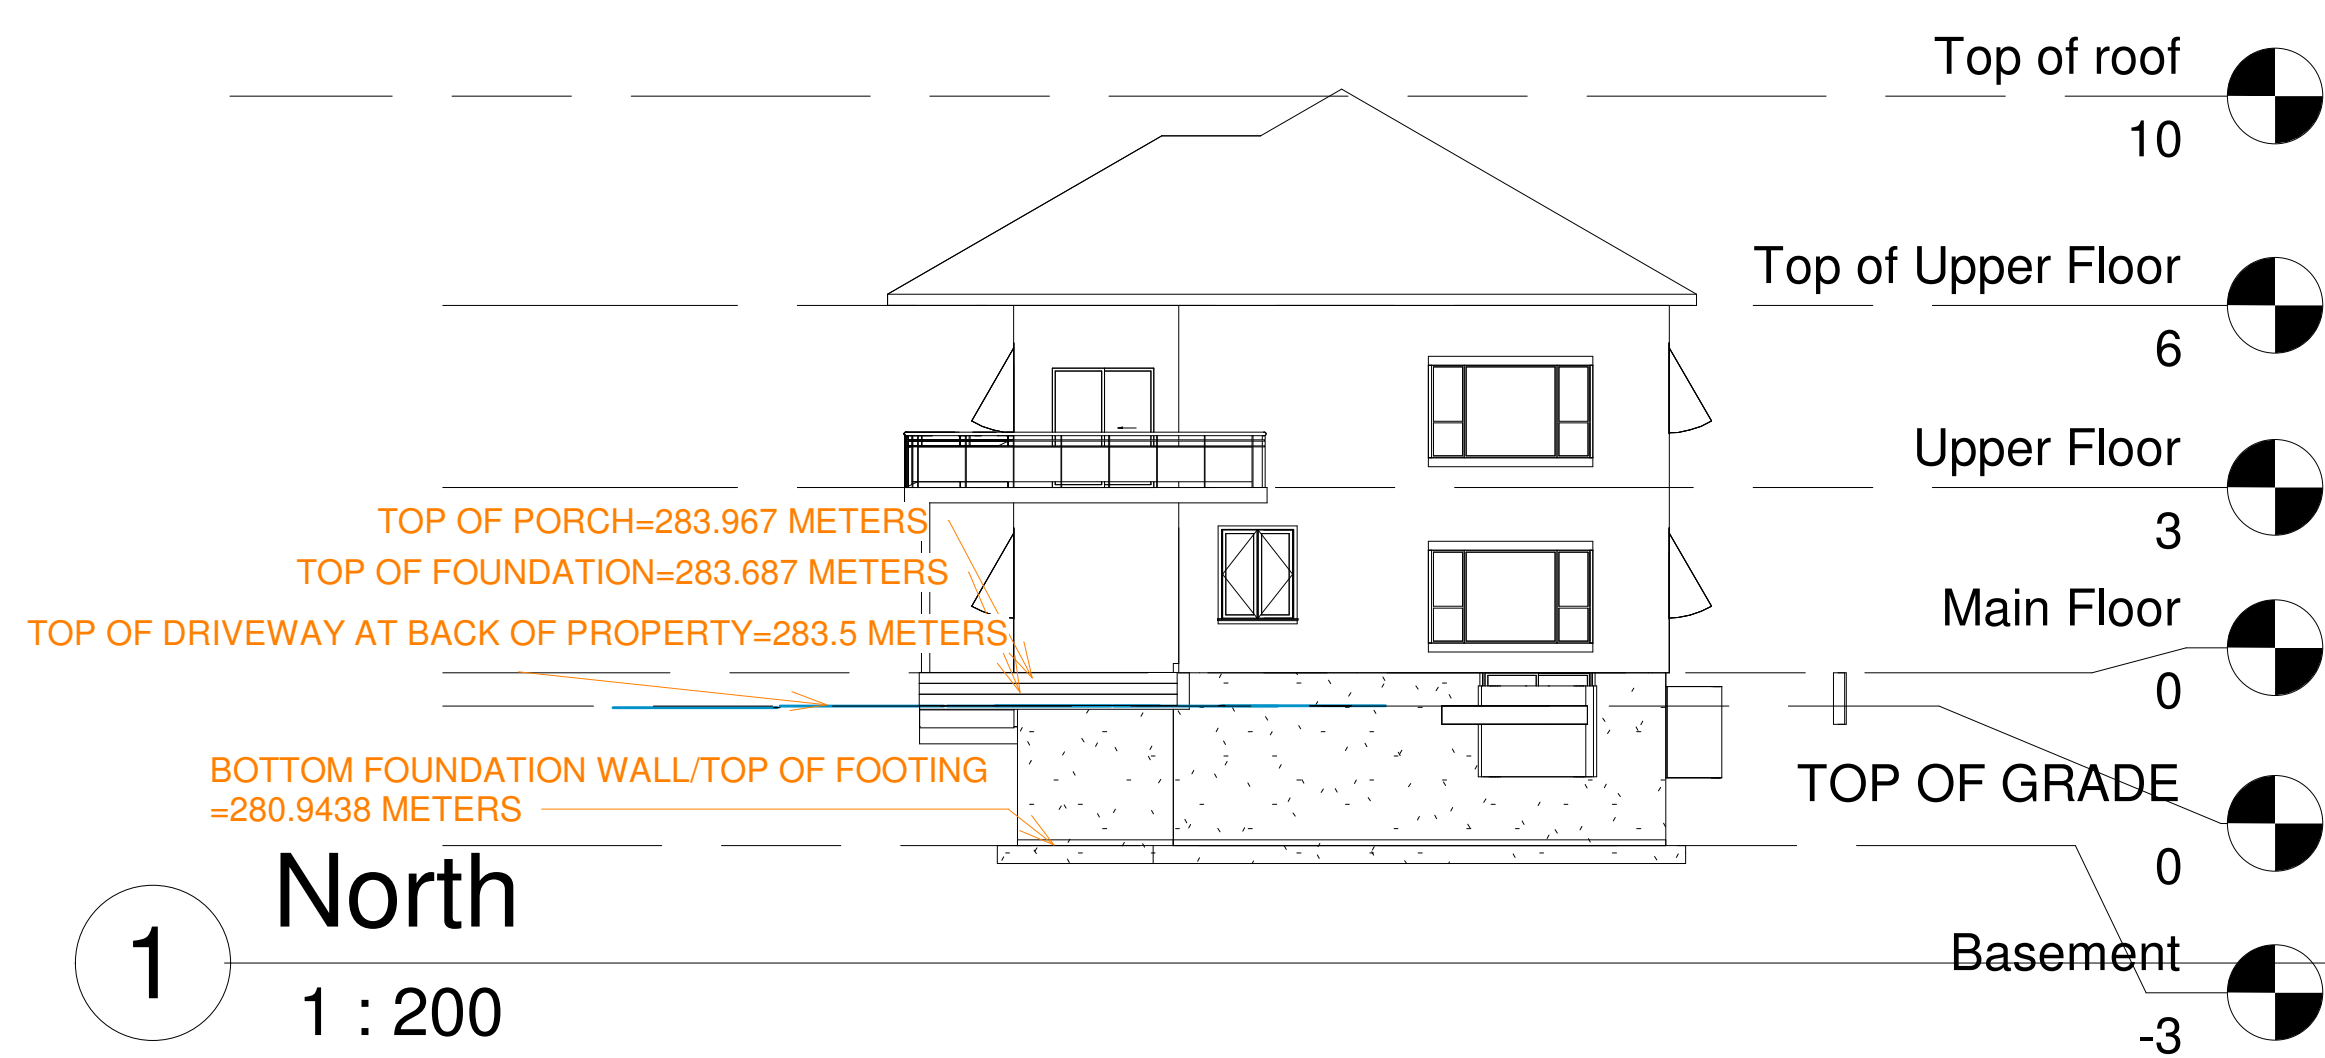 Top of roof
10
Top of Upper Floor
6
Upper Floor
3
TOP OF PORCH=283.967 METERS
TOP OF FOUNDATION=283.687 METERS
Main Floor
0
TOP OF DRIVEWAY AT BACK OF PROPERTY=283.5 METERS
BOTTOM FOUNDATION WALL/TOP OF FOOTING
=280.9438 METERS
TOP OF GRADE
0
1
North
1 : 200
Basement
-3